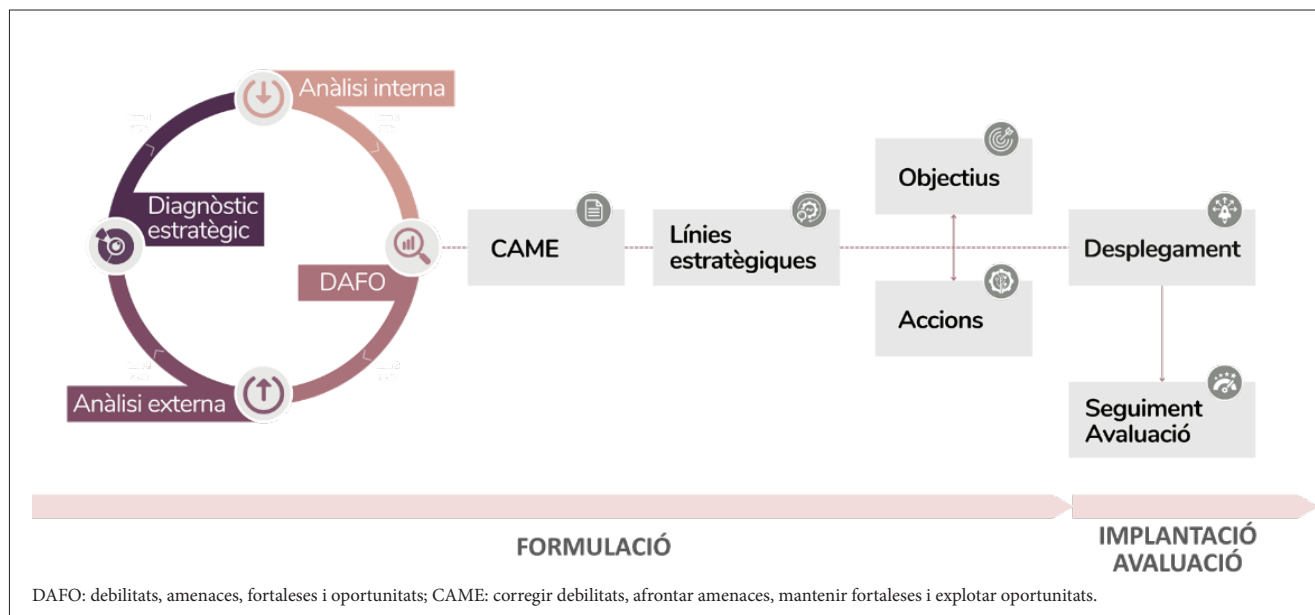 Anàlisi interna
Diagnòstic
estratègic
DAFO
Anàlisi externa
CAME
Línies
estratègiques
Objectius
Accions
Desplegament
Seguiment
Avaluació
FORMULACIÓ
IMPLANTACIÓ
AVALUACIÓ
DAFO: debilitats, amenaces, fortaleses i oportunitats; CAME: corregir debilitats, afrontar amenaces, mantenir fortaleses i explotar oportunitats.